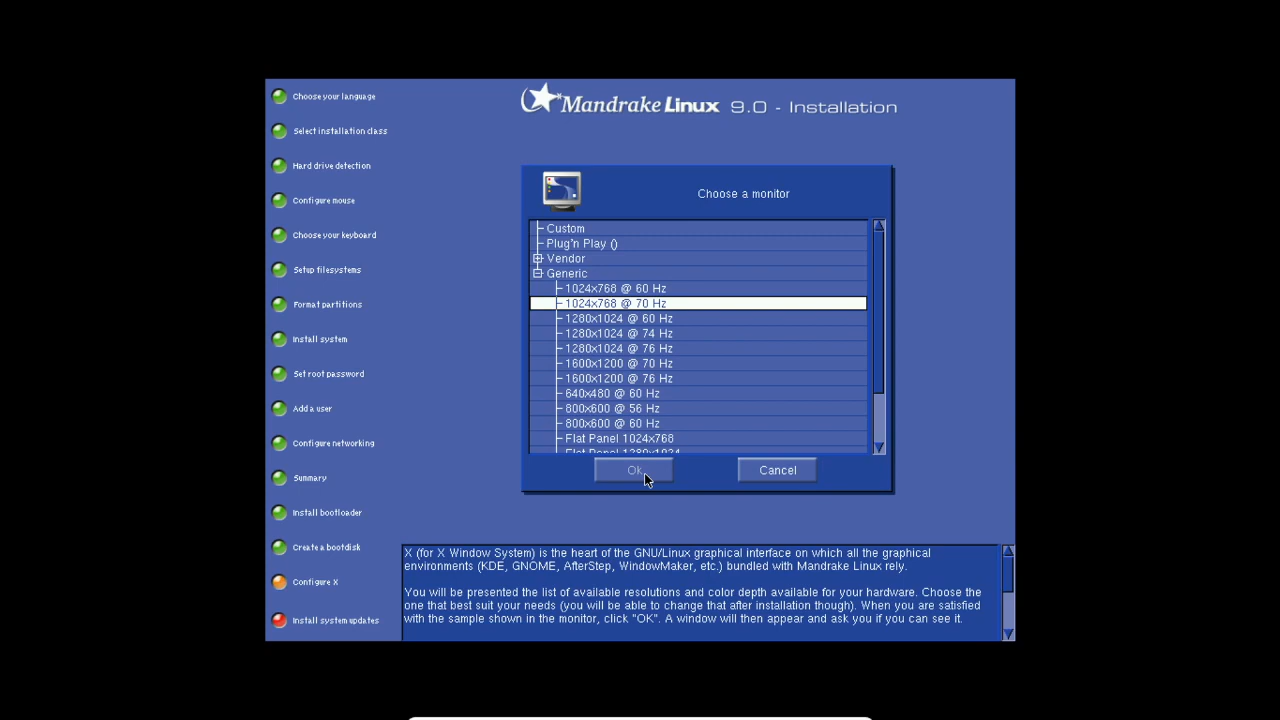 Choose your language
Select installation class
Hard drive detection
Configure mouse
Choose your keyboard
Setup filesystems
Format partitions
Install system
Set root password
Add a user
Configure networking
Summary
Install bootloader
Create a bootdisk
Configure X
Install system updates
Mandrake Linux 9.0 - Installation
Choose a monitor
Custom
Plug'n Play ()
Vendor
Generic
1024x768 @ 60 Hz
1024x768 @ 70 Hz
1280x1024 @ 60 Hz
1280x1024 @ 74 Hz
1280x1024 @ 76 Hz
1600x1200 @ 70 Hz
1600x1200 @ 76 Hz
640x480 @ 60 Hz
800x600 @ 56 Hz
800x600 @ 60 Hz
Flat Panel 1024x768
Flat Panel 1280x1024
Ok
Cancel
X (for X Window System) is the heart of the GNU/Linux graphical interface on which all the graphical
environments (KDE, GNOME, AfterStep, WindowMaker, etc.) bundled with Mandrake Linux rely.
You will be presented the list of available resolutions and color depth available for your hardware. Choose the
one that best suit your needs (you will be able to change that after installation though). When you are satisfied
with the sample shown in the monitor, click "OK". A window will then appear and ask you if you can see it.